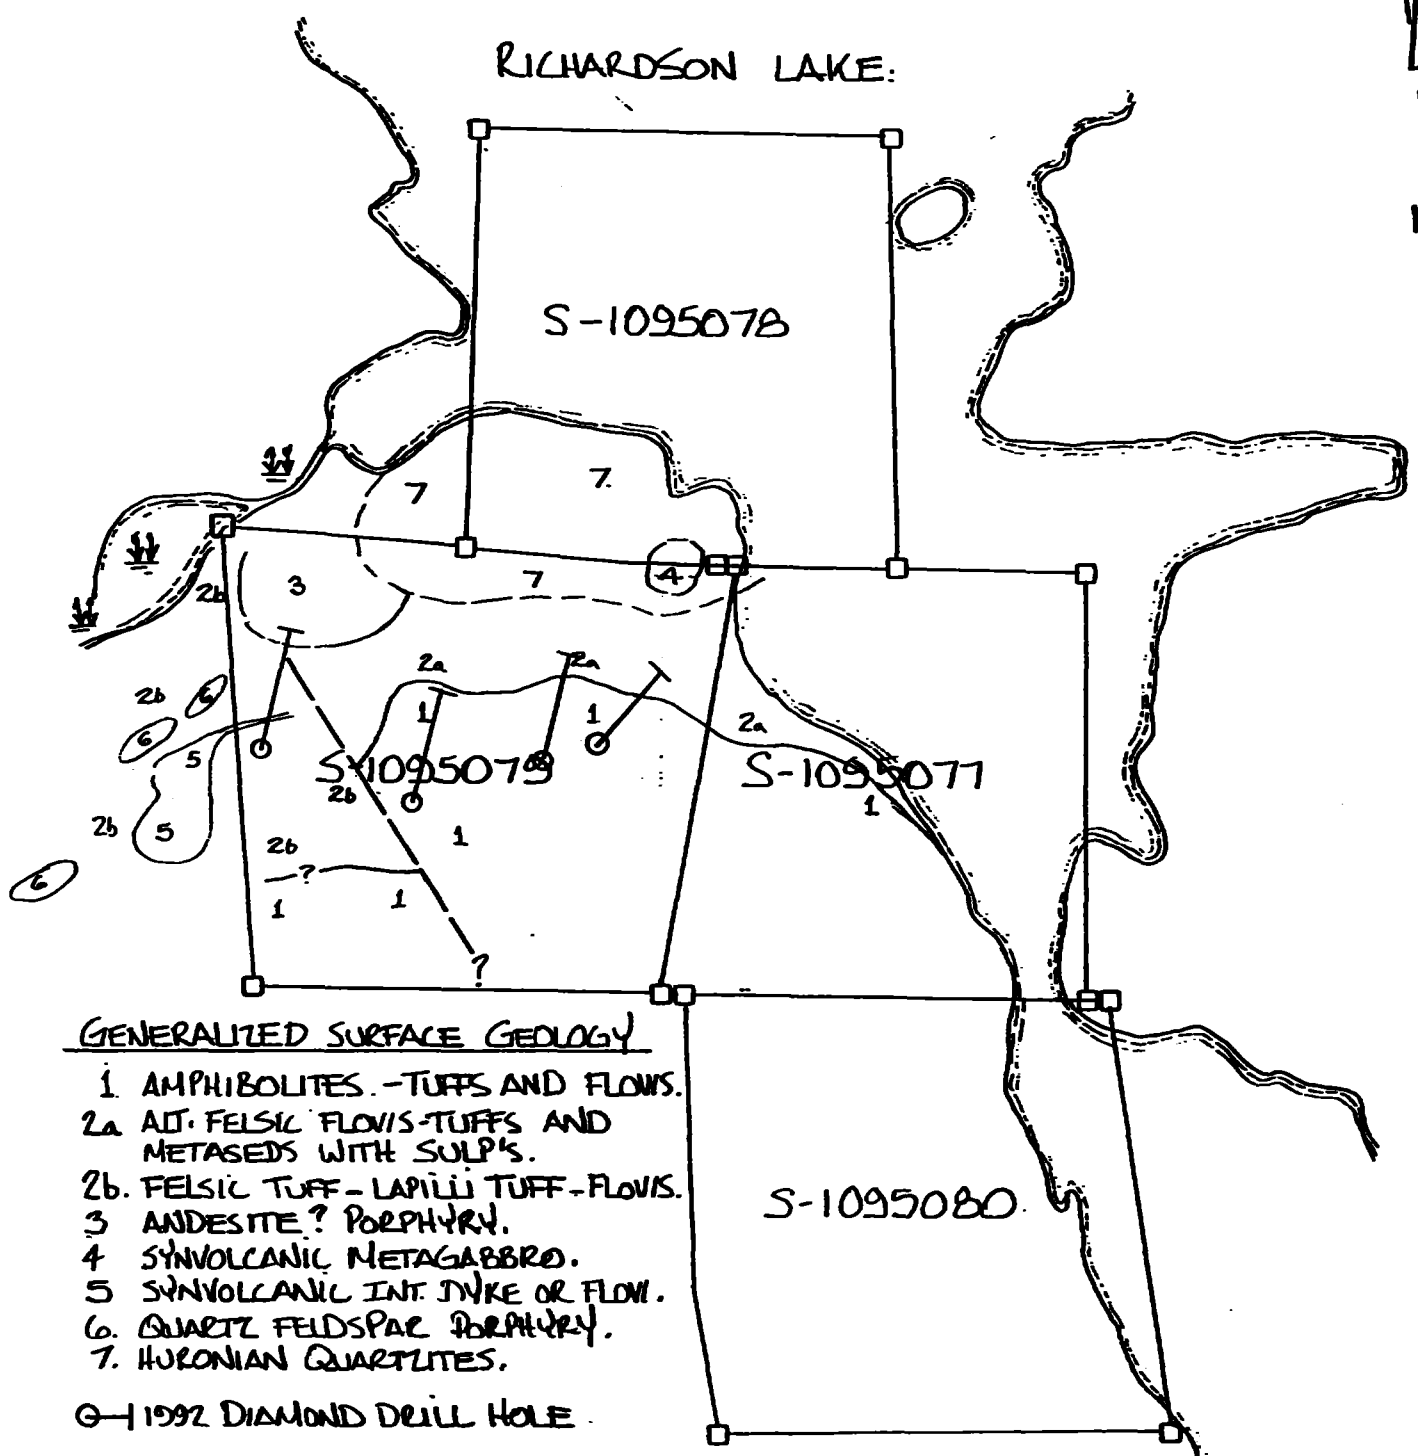 RICHARDSON LAKE:
S-1095078
7
7.
2b
3
7
4
2b
6
2a
2a
6
1
1
2a
5
S-1095079
S-1095077
2b
1
2b
5
1
2b
6
?
1
1
?
GENERALIZED SURFACE GEOLOGY
1 AMPHIBOLITES.-TUFFS AND FLOWS.
2a ALT. FELSIC FLOWS-TUFFS AND
METASEDS WITH SULP'S.
2b. FELSIC TUFF-LAPILLI TUFF-FLOWS.
3 ANDESITE? PORPHYRY.
4 SYNVOLCANIC METAGABBRO.
5 SYNVOLCANIC INT. DYKE OR FLOW.
6. QUARTZ FELDSPAR PORPHYRY.
7. HURONIAN QUARTZITES.
1992 DIAMOND DRILL HOLE
S-1095080